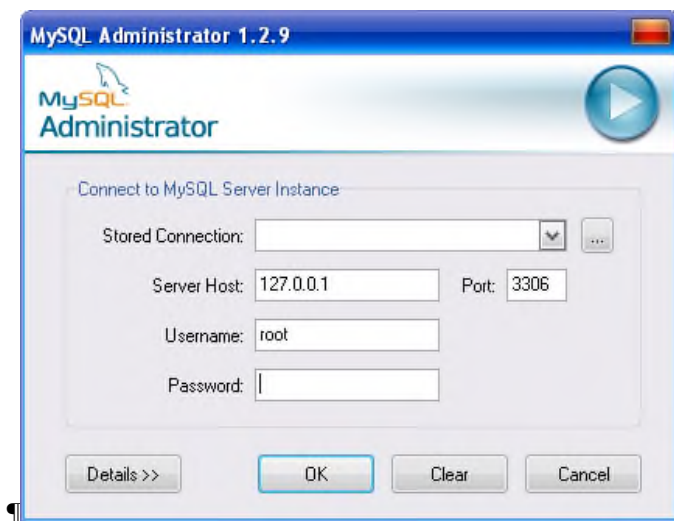 MySQL Administrator 1.2.9
MySQL
Administrator
Connect to MySQL Server Instance
Stored Connection: ...
Server Host: 127.0.0.1 Port: 3306
Username: root
Password:
Details >> OK Clear Cancel
¶